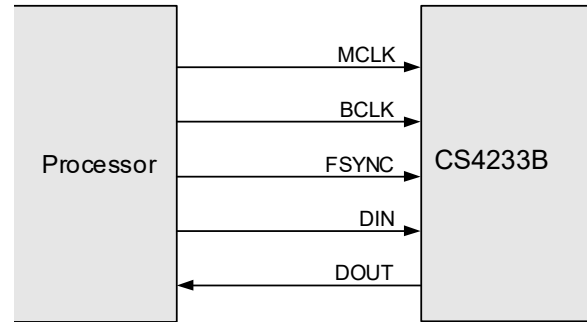 MCLK
BCLK
Processor
FSYNC
CS4233B
DIN
DOUT